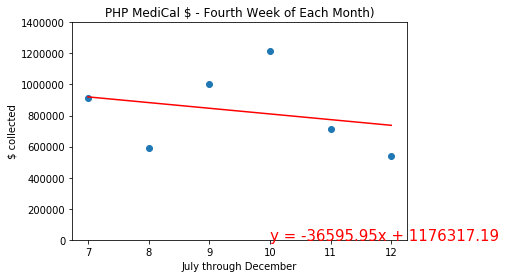 PHP MediCal $ - Fourth Week of Each Month)
1400000
1200000
1000000
800000
600000
400000
200000
0
$ collected
y = -36595.95x + 1176317.19
7 8 9 10 11 12
July through December